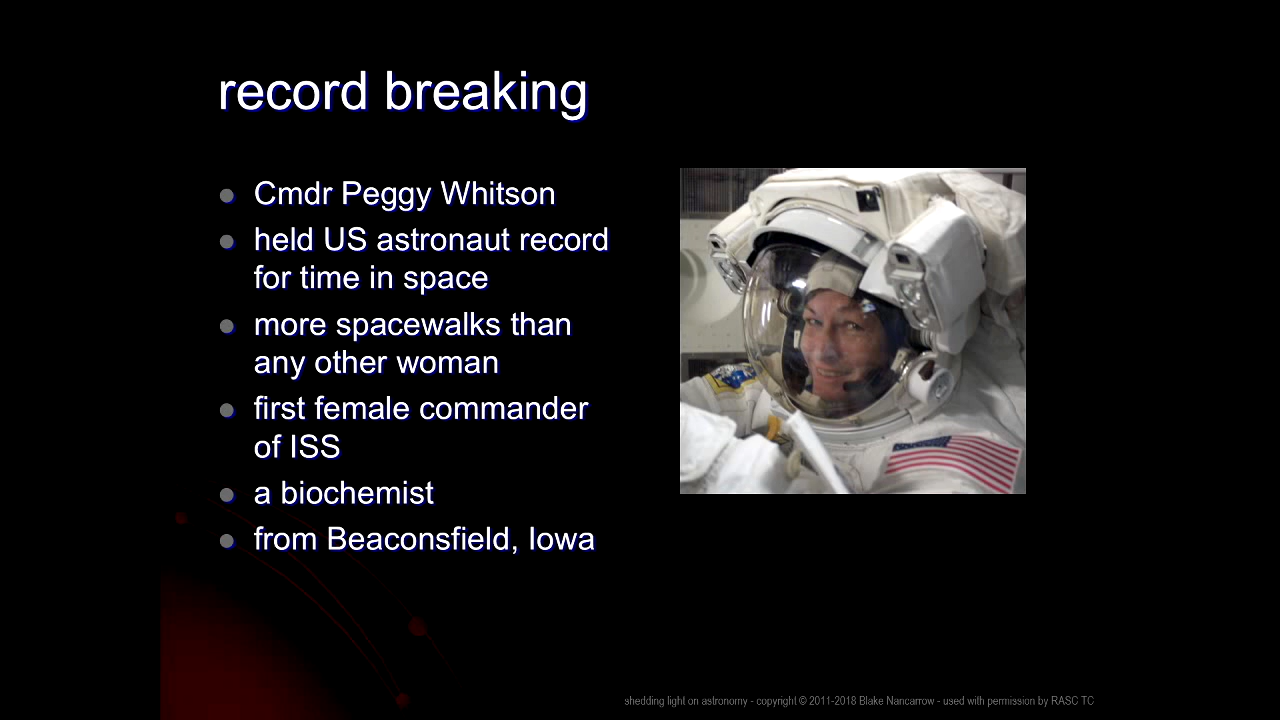 record breaking
Cmdr Peggy Whitson
held US astronaut record
for time in space
more spacewalks than
any other woman
first female commander
of ISS
a biochemist
from Beaconsfield, Iowa
shedding light on astronomy - copyright © 2011-2018 Blake Nancarrow - used with permission by RASC TC